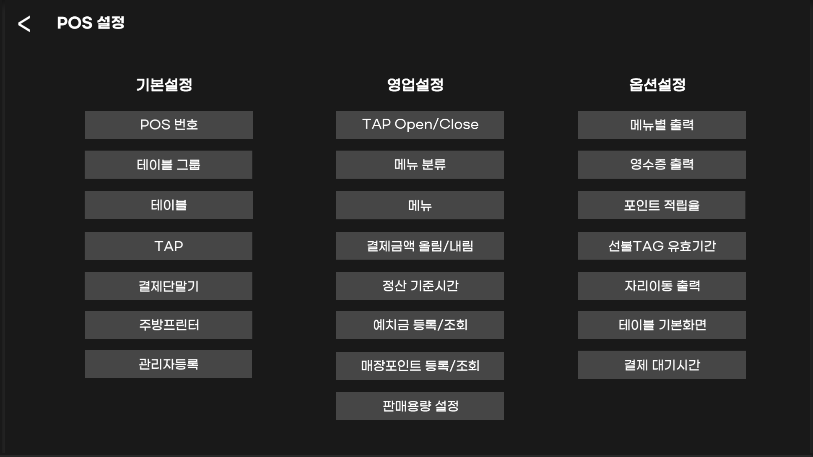 POS 설정
기본설정
POS 번호
테이블 그룹
테이블
TAP
결제단말기
주방프린터
관리자등록
영업설정
TAP Open/Close
메뉴 분류
메뉴
결제금액 올림/내림
정산 기준시간
예치금 등록/조회
매장포인트 등록/조회
판매용량 설정
옵션설정
메뉴별 출력
영수증 출력
포인트 적립율
선불TAG 유효기간
자리이동 출력
테이블 기본화면
결제 대기시간